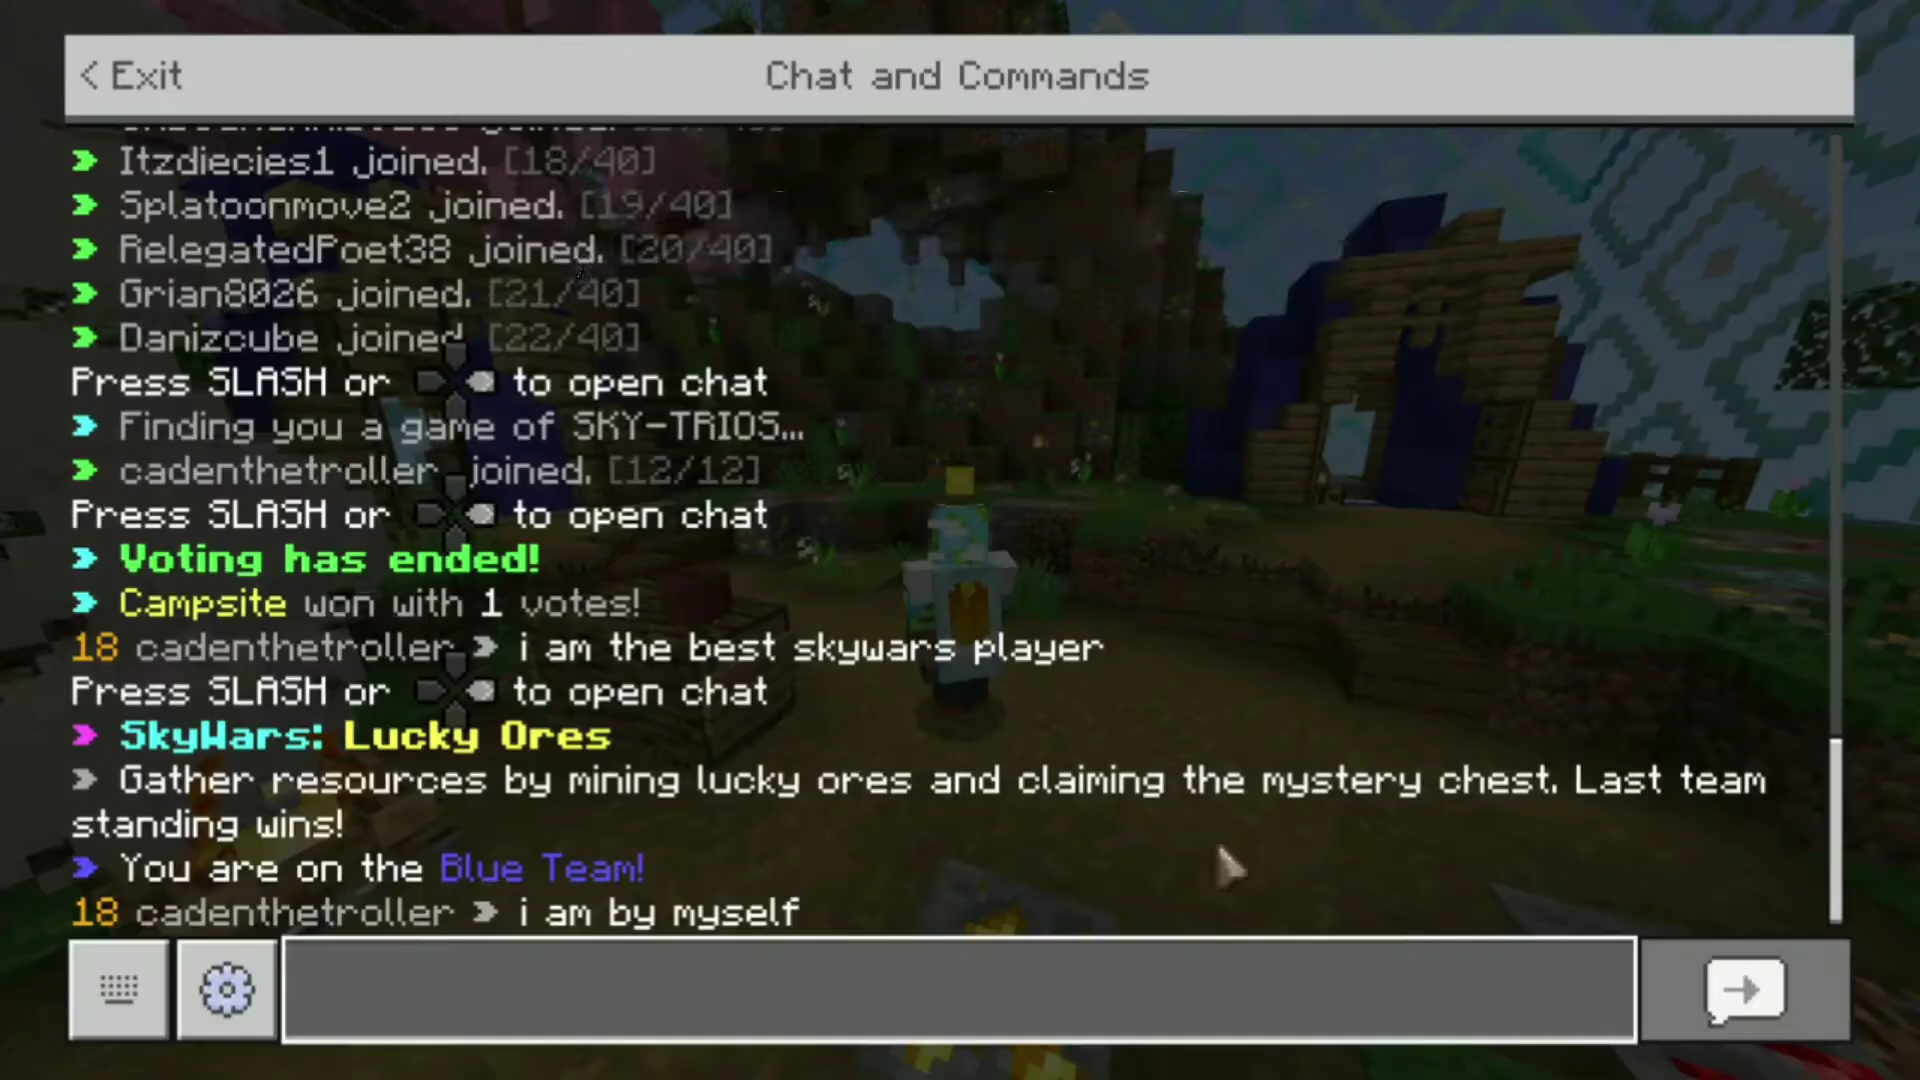 < Exit
Chat and Commands
Itzdiecies1 joined. [18/40]
Splatoonmove2 joined. [19/40]
RelegatedPoet38 joined. [20/40]
Grian8026 joined. [21/40]
Danizcube joined. [22/40]
Press SLASH or to open chat
Finding you a game of SKY-TRIOS...
cadenthetroller joined. [12/12]
Press SLASH or to open chat
Voting has ended!
Campsite won with 1 votes!
18 cadenthetroller > i am the best skywars player
Press SLASH or to open chat
SkyWars: Lucky Ores
Gather resources by mining lucky ores and claiming the mystery chest. Last team
standing wins!
You are on the Blue Team!
18 cadenthetroller > i am by myself